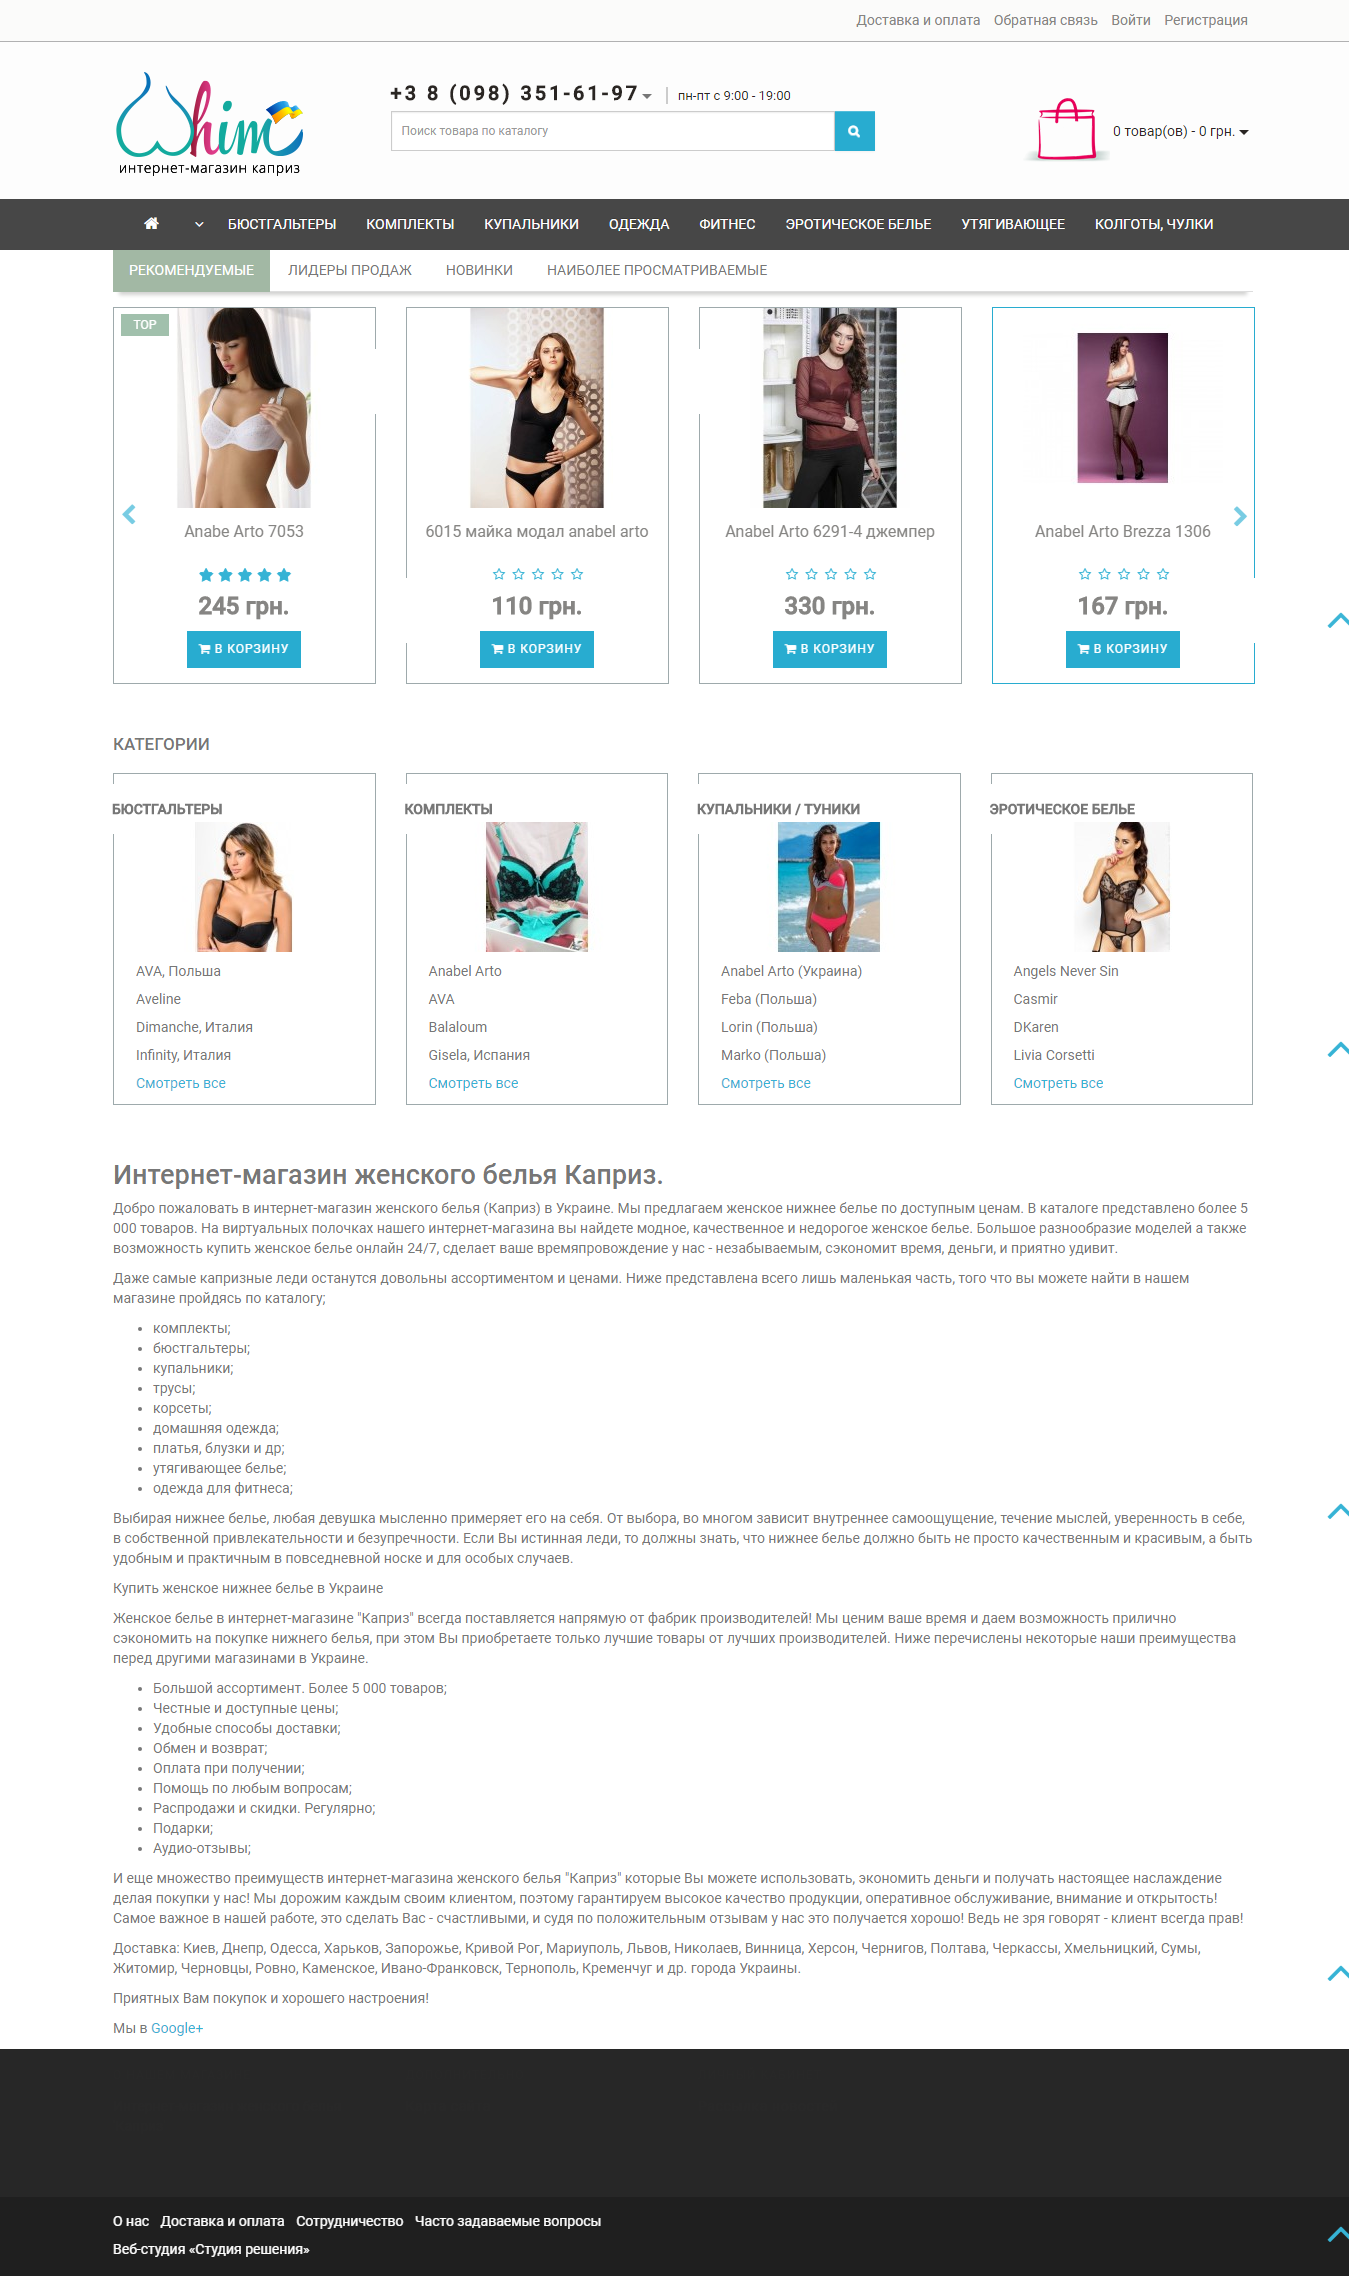 Доставка и оплата Обратная связь Войти Регистрация
Whim
интернет-магазин каприз
+3 8 (098) 351-61-97
пн-пт с 9:00 - 19:00
Поиск товара по каталогу
0 товар(ов) - 0 грн.
БЮСТГАЛЬТЕРЫ КОМПЛЕКТЫ КУПАЛЬНИКИ ОДЕЖДА ФИТНЕС ЭРОТИЧЕСКОЕ БЕЛЬЕ УТЯГИВАЮЩЕЕ КОЛГОТЫ, ЧУЛКИ
РЕКОМЕНДУЕМЫЕ ЛИДЕРЫ ПРОДАЖ НОВИНКИ НАИБОЛЕЕ ПРОСМАТРИВАЕМЫЕ
TOP
Anabe Arto 7053
6015 майка модал anabel arto
Anabel Arto 6291-4 джемпер
Anabel Arto Brezza 1306
245 грн.
110 грн.
330 грн.
167 грн.
В КОРЗИНУ
В КОРЗИНУ
В КОРЗИНУ
В КОРЗИНУ
КАТЕГОРИИ
БЮСТГАЛЬТЕРЫ
AVA, Польша
Aveline
Dimanche, Италия
Infinity, Италия
Смотреть все
КОМПЛЕКТЫ
Anabel Arto
AVA
Balaloum
Gisela, Испания
Смотреть все
КУПАЛЬНИКИ / ТУНИКИ
Anabel Arto (Украина)
Feba (Польша)
Lorin (Польша)
Marko (Польша)
Смотреть все
ЭРОТИЧЕСКОЕ БЕЛЬЕ
Angels Never Sin
Casmir
DKaren
Livia Corsetti
Смотреть все
Интернет-магазин женского белья Каприз.
Добро пожаловать в интернет-магазин женского белья (Каприз) в Украине. Мы предлагаем женское нижнее белье по доступным ценам. В каталоге представлено более 5
000 товаров. На виртуальных полочках нашего интернет-магазина вы найдете модное, качественное и недорогое женское белье. Большое разнообразие моделей а также
возможность купить женское белье онлайн 24/7, сделает ваше времяпровождение у нас - незабываемым, сэкономит время, деньги, и приятно удивит.
Даже самые капризные леди останутся довольны ассортиментом и ценами. Ниже представлена всего лишь маленькая часть, того что вы можете найти в нашем
магазине пройдясь по каталогу;
• комплекты;
• бюстгальтеры;
• купальники;
• трусы;
• корсеты;
• домашняя одежда;
• платья, блузки и др;
• утягивающее белье;
• одежда для фитнеса;
Выбирая нижнее белье, любая девушка мысленно примеряет его на себя. От выбора, во многом зависит внутреннее самоощущение, течение мыслей, уверенность в себе,
в собственной привлекательности и безупречности. Если Вы истинная леди, то должны знать, что нижнее белье должно быть не просто качественным и красивым, а быть
удобным и практичным в повседневной носке и для особых случаев.
Купить женское нижнее белье в Украине
Женское белье в интернет-магазине "Каприз" всегда поставляется напрямую от фабрик производителей! Мы ценим ваше время и даем возможность прилично
сэкономить на покупке нижнего белья, при этом Вы приобретаете только лучшие товары от лучших производителей. Ниже перечислены некоторые наши преимущества
перед другими магазинами в Украине.
• Большой ассортимент. Более 5 000 товаров;
• Честные и доступные цены;
• Удобные способы доставки;
• Обмен и возврат;
• Оплата при получении;
• Помощь по любым вопросам;
• Распродажи и скидки. Регулярно;
• Подарки;
• Аудио-отзывы;
И еще множество преимуществ интернет-магазина женского белья "Каприз" которые Вы можете использовать, экономить деньги и получать настоящее наслаждение
делая покупки у нас! Мы дорожим каждым своим клиентом, поэтому гарантируем высокое качество продукции, оперативное обслуживание, внимание и открытость!
Самое важное в нашей работе, это сделать Вас - счастливыми, и судя по положительным отзывам у нас это получается хорошо! Ведь не зря говорят - клиент всегда прав!
Доставка: Киев, Днепр, Одесса, Харьков, Запорожье, Кривой Рог, Мариуполь, Львов, Николаев, Винница, Херсон, Чернигов, Полтава, Черкассы, Хмельницкий, Сумы,
Житомир, Черновцы, Ровно, Каменское, Ивано-Франковск, Тернополь, Кременчуг и др. города Украины.
Приятных Вам покупок и хорошего настроения!
Мы в Google+
О нас Доставка и оплата Сотрудничество Часто задаваемые вопросы
Веб-студия «Студия решения»